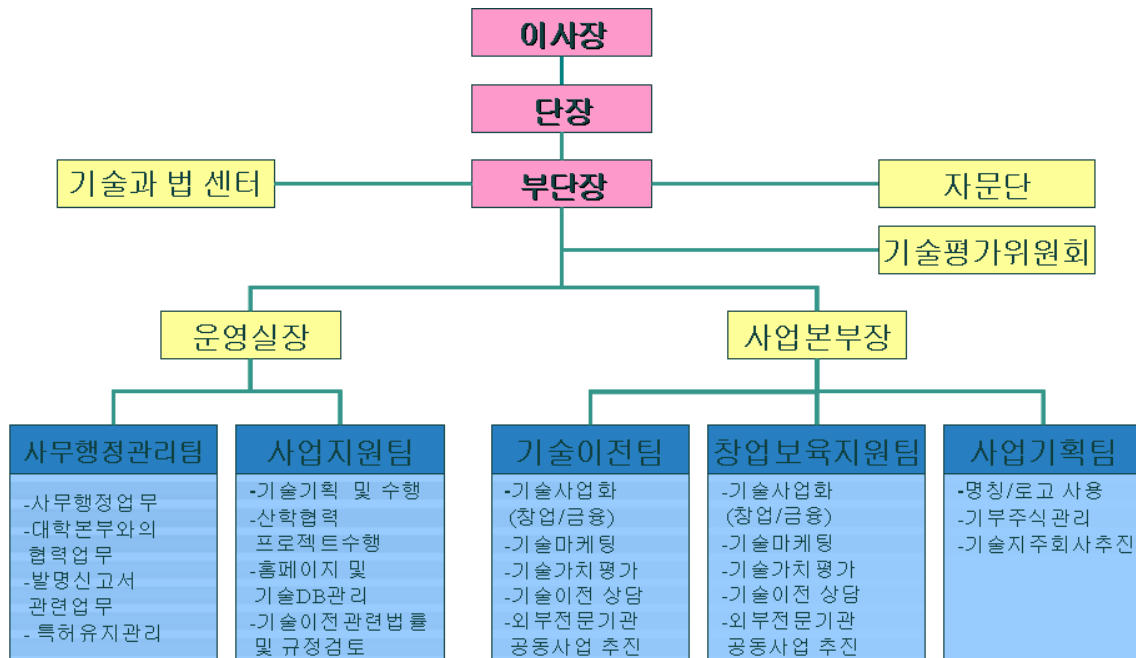 이사장
단장
기술과 법 센터
부단장
자문단
기술평가위원회
운영실장
사업본부장
사무행정관리팀
-사무행정업무
-대학본부와의
협력업무
-발명신고서
관련업무
- 특허유지관리
사업지원팀
-기술기획 및 수행
-산학협력
프로젝트수행
-홈페이지 및
기술DB관리
-기술이전관련법률
및 규정검토
기술이전팀
-기술사업화
(창업/금융)
-기술마케팅
-기술가치평가
-기술이전 상담
-외부전문기관
공동사업 추진
창업보육지원팀
-기술사업화
(창업/금융)
-기술마케팅
-기술가치평가
-기술이전 상담
-외부전문기관
공동사업 추진
사업기획팀
-명칭/로고 사용
-기부주식관리
-기술지주회사추진